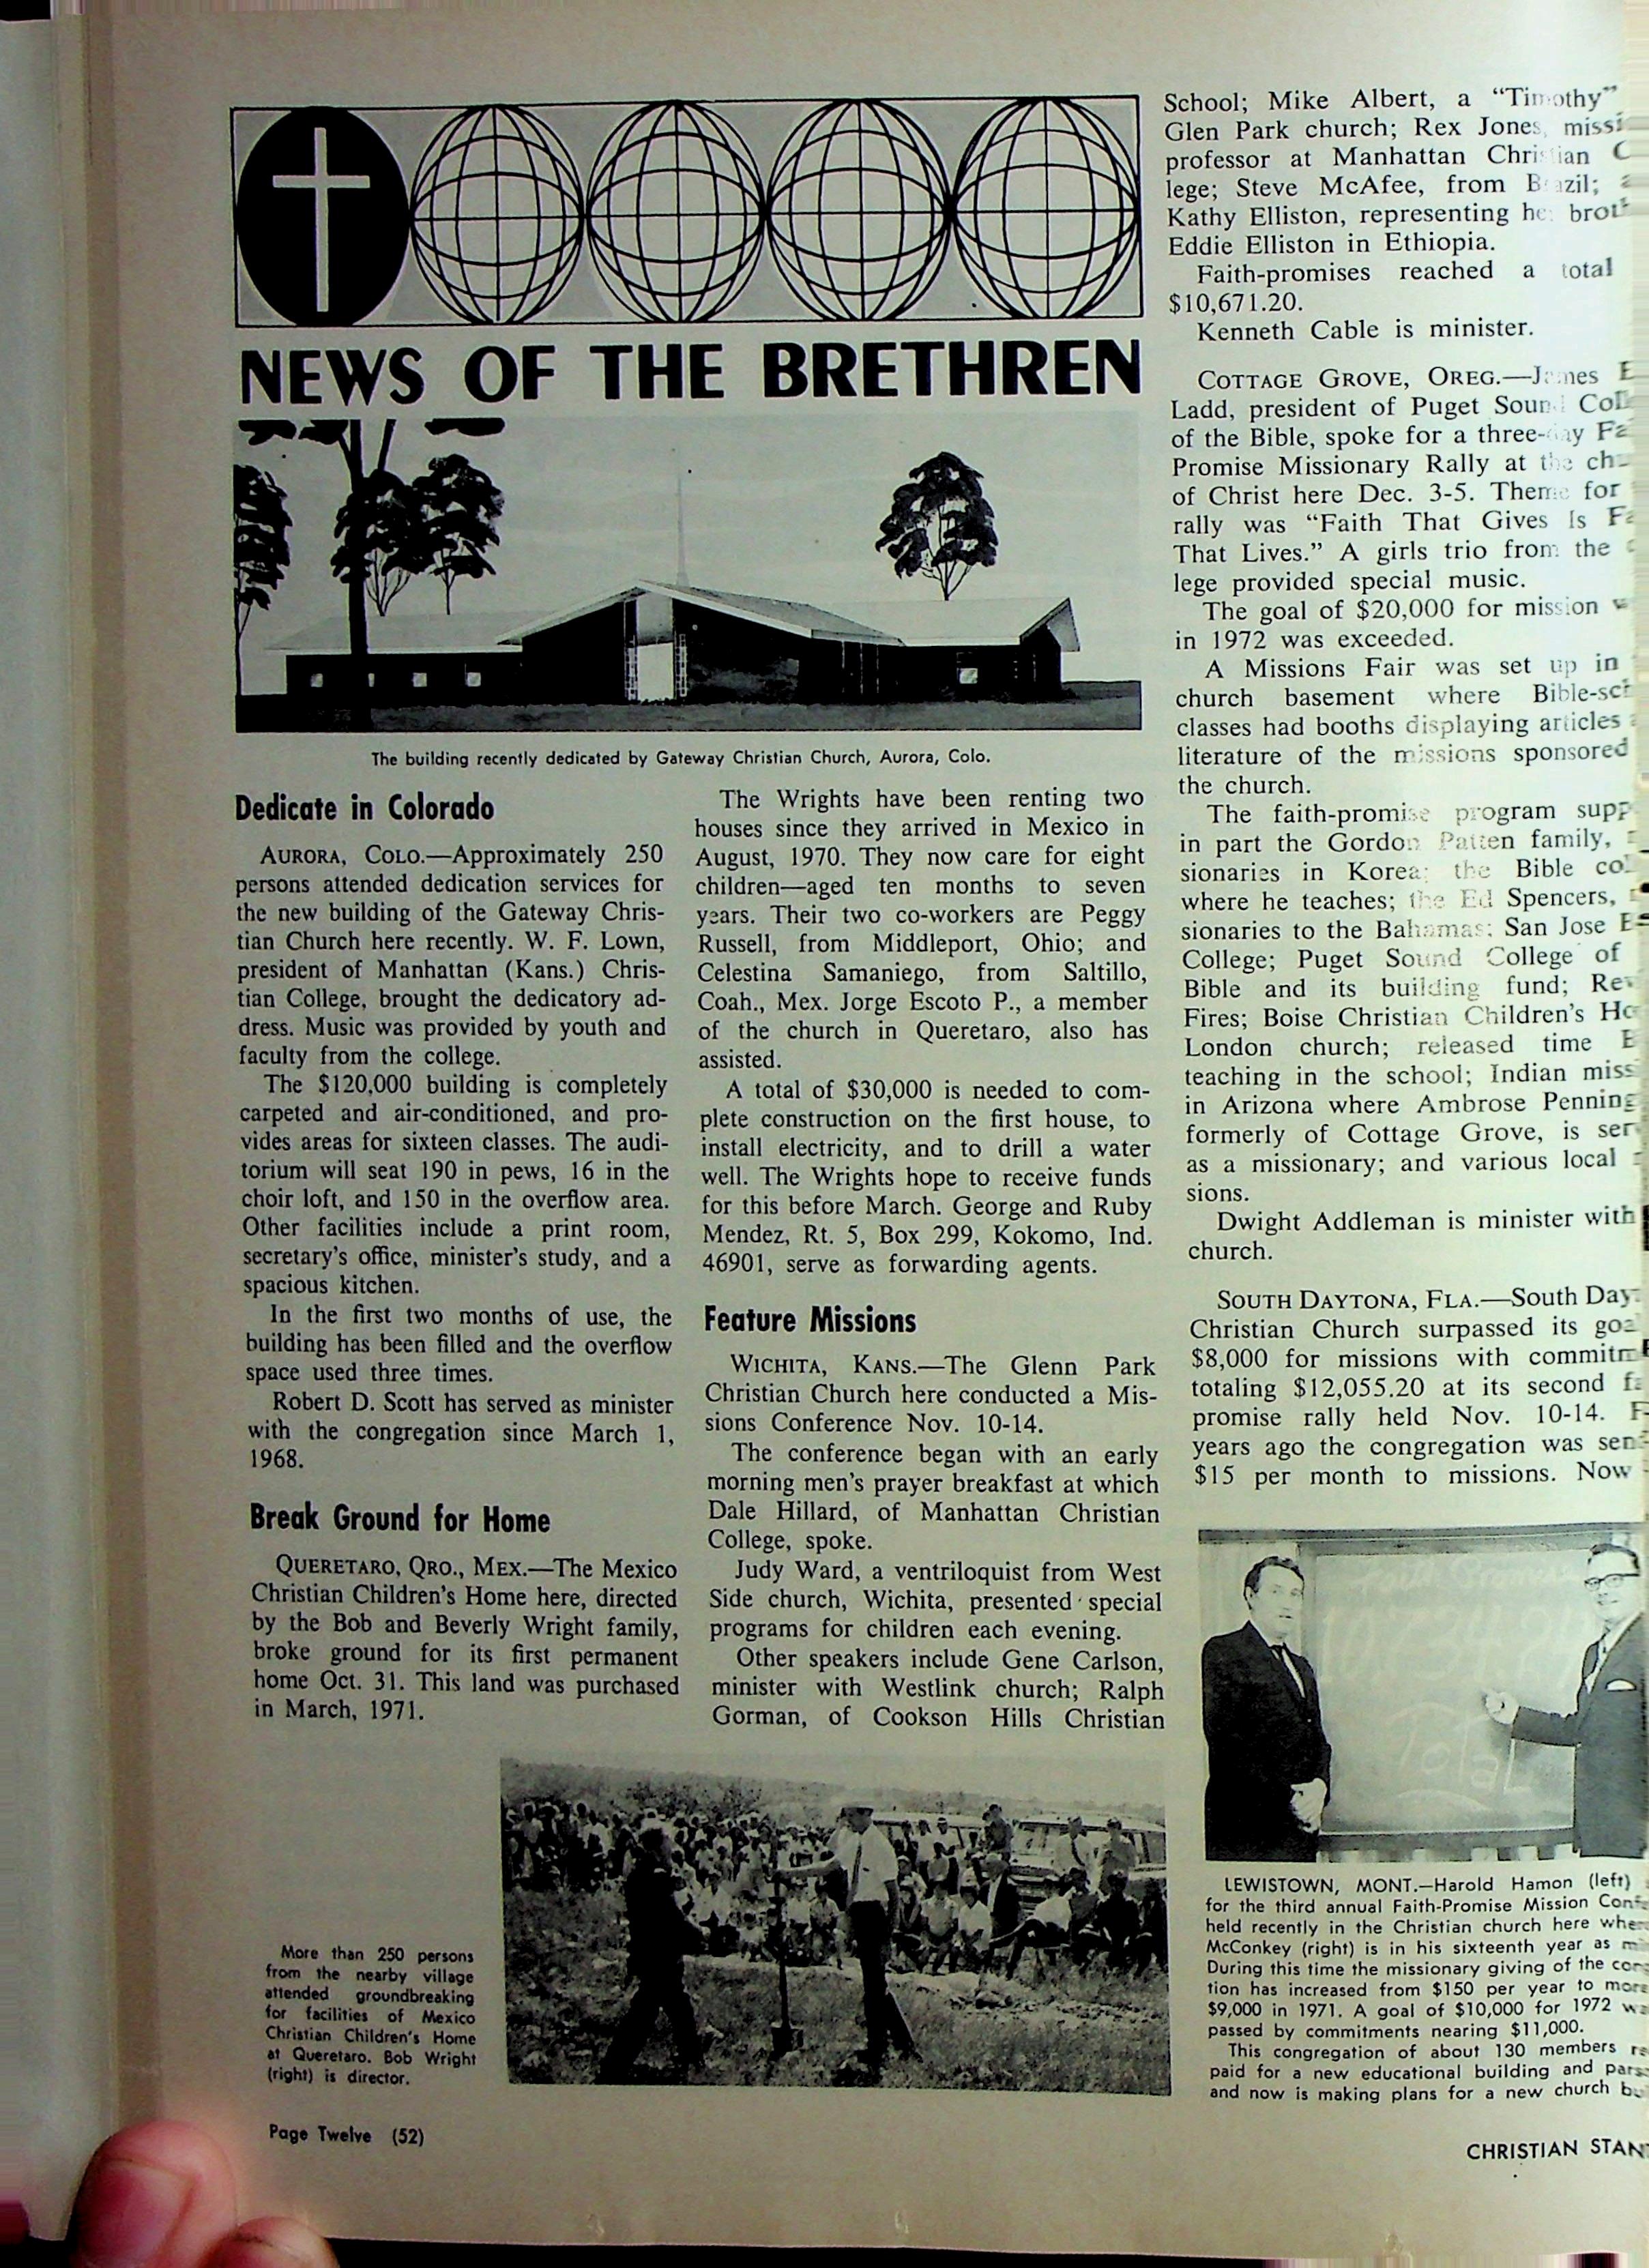 NEWS OF THE BRETHREN
The building recently dedicated by Gateway Christian Church, Aurora, Colo.
Dedicate in Colorado
AURORA, COLO.—Approximately 250
persons attended dedication services for
the new building of the Gateway Chris-
tian Church here recently. W. F. Lown,
president of Manhattan (Kans.) Chris-
tian College, brought the dedicatory ad-
dress. Music was provided by youth and
faculty from the college.
The $120,000 building is completely
carpeted and air-conditioned, and pro-
vides areas for sixteen classes. The audi-
torium will seat 190 in pews, 16 in the
choir loft, and 150 in the overflow area.
Other facilities include a print room,
secretary's office, minister's study, and a
spacious kitchen.
In the first two months of use, the
building has been filled and the overflow
space used three times.
Robert D. Scott has served as minister
with the congregation since March 1,
1968.
Break Ground for Home
QUERETARO, QRO., MEX.—The Mexico
Christian Children's Home here, directed
by the Bob and Beverly Wright family,
broke ground for its first permanent
home Oct. 31. This land was purchased
in March, 1971.
The Wrights have been renting two
houses since they arrived in Mexico in
August, 1970. They now care for eight
children—aged ten months to seven
years. Their two co-workers are Peggy
Russell, from Middleport, Ohio; and
Celestina Samaniego, from Saltillo,
Coah., Mex. Jorge Escoto P., a member
of the church in Queretaro, also has
assisted.
A total of $30,000 is needed to com-
plete construction on the first house, to
install electricity, and to drill a water
well. The Wrights hope to receive funds
for this before March. George and Ruby
Mendez, Rt. 5, Box 299, Kokomo, Ind.
46901, serve as forwarding agents.
Feature Missions
WICHITA, KANS.—The Glenn Park
Christian Church here conducted a Mis-
sions Conference Nov. 10-14.
The conference began with an early
morning men's prayer breakfast at which
Dale Hillard, of Manhattan Christian
College, spoke.
Judy Ward, a ventriloquist from West
Side church, Wichita, presented special
programs for children each evening.
Other speakers include Gene Carlson,
minister with Westlink church; Ralph
Gorman, of Cookson Hills Christian
School; Mike Albert, a "Timothy"
Glen Park church; Rex Jones, 
professor at Manhattan Christian
lege; Steve McAfee, from Brazil;
Kathy Elliston, representing her
Eddie Elliston in Ethiopia.
Faith-promises reached a total
$10,671.20.
Kenneth Cable is minister.
COTTAGE GROVE, OREG.—James
Ladd, president of Puget Sound
of the Bible, spoke for a three-day
Promise Missionary Rally at the
of Christ here Dec. 3-5. Theme for
rally was "Faith That Gives Is
That Lives." A girls trio from the
lege provided special music.
The goal of $20,000 for mission
in 1972 was exceeded.
A Missions Fair was set up in
church basement where
classes had booths displaying articles
literature of the missions sponsored
the church.
The faith-promise program
in part the Gordon Patten family,
sionaries in Korea; the Bible
where he teaches; the Ed Spencers,
sionaries to the Bahamas; San Jose
College; Puget Sound College of
Bible and its building fund;
Fires; Boise Christian Children's
London church; released time
teaching in the school; Indian
in Arizona where Ambrose
formerly of Cottage Grove, is
as a missionary; and various local
sions.
Dwight Addleman is minister with
church.
SOUTH DAYTONA, FLA.—South
Christian Church surpassed its
$8,000 for missions with
totaling $12,055.20 at its second
promise rally held Nov. 10-14.
years ago the congregation was
$15 per month to missions. Now
Total
LEWISTOWN, MONT.—Harold Hamon (left)
for the third annual Faith-Promise Mission
held recently in the Christian church here
McConkey (right) is in his sixteenth year as
During this time the missionary giving of the
tion has increased from $150 per year to
$9,000 in 1971. A goal of $10,000 for 1972
passed by commitments nearing $11,000.
This congregation of about 130 members
paid for a new educational building and
and now is making plans for a new church
More than 250 persons
from the nearby village
attended groundbreaking
for facilities of Mexico
Christian Children's Home
at Queretaro. Bob Wright
(right) is director.
Page Twelve (52)
CHRISTIAN